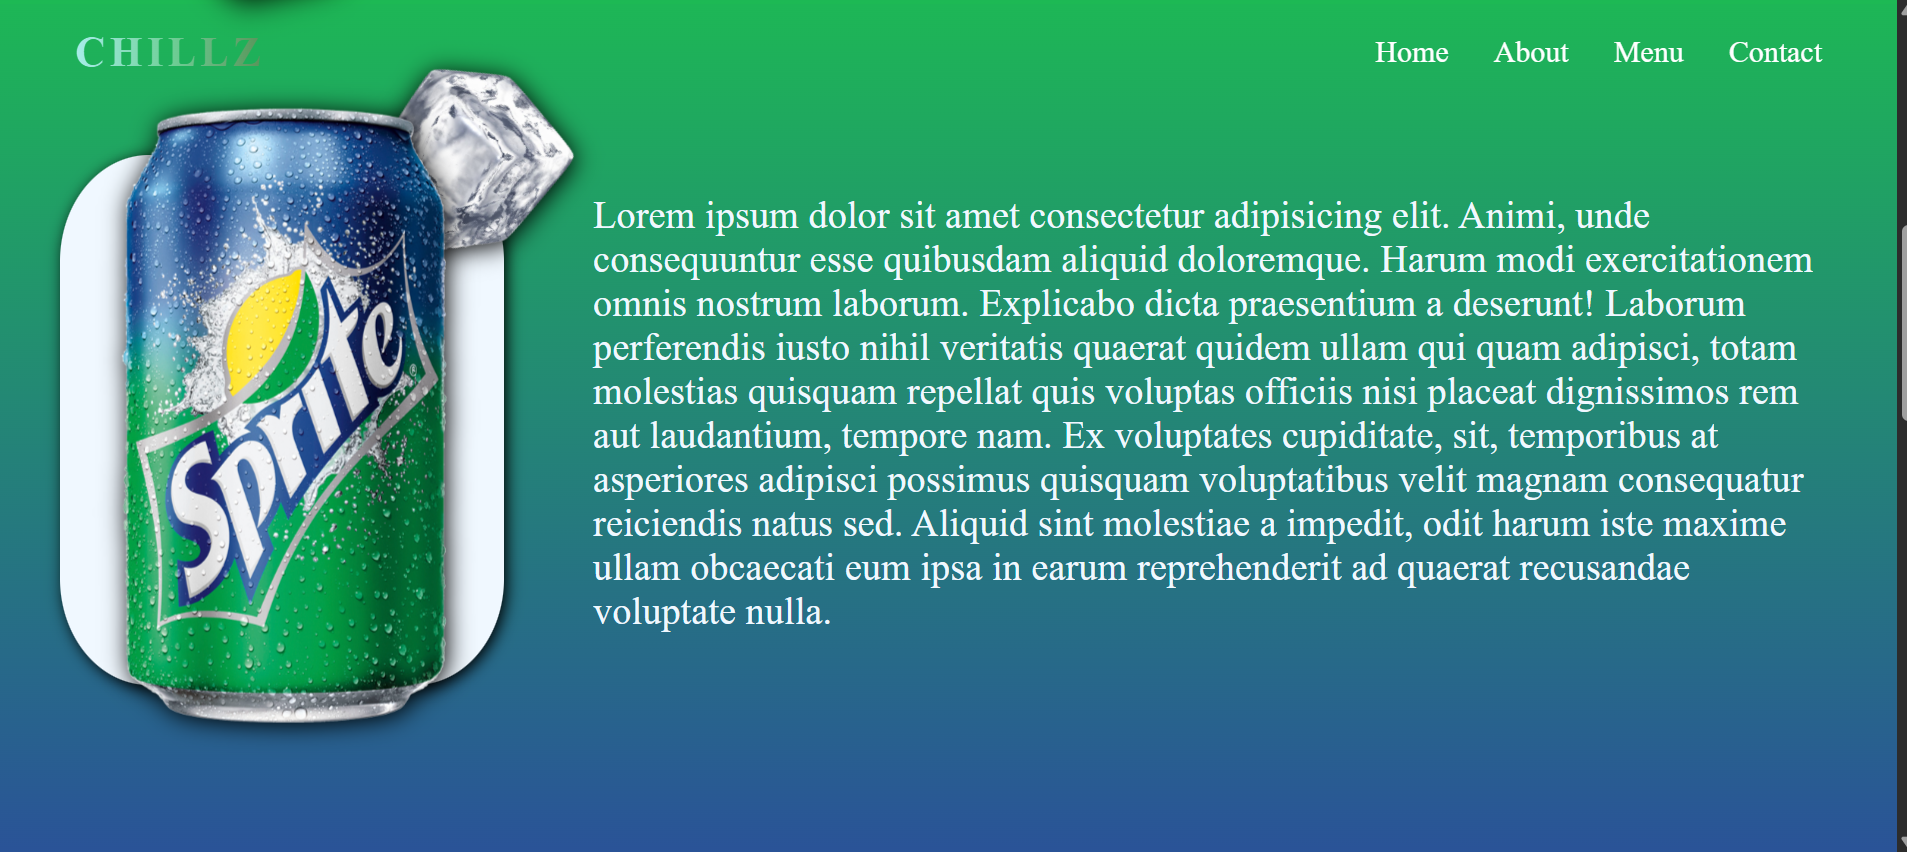 CHILLZ
Home About Menu Contact
Sprite
®
Lorem ipsum dolor sit amet consectetur adipisicing elit. Animi, unde
consequuntur esse quibusdam aliquid doloremque. Harum modi exercitationem
omnis nostrum laborum. Explicabo dicta praesentium a deserunt! Laborum
perferendis iusto nihil veritatis quaerat quidem ullam qui quam adipisci, totam
molestias quisquam repellat quis voluptas officiis nisi placeat dignissimos rem
aut laudantium, tempore nam. Ex voluptates cupiditate, sit, temporibus at
asperiores adipisci possimus quisquam voluptatibus velit magnam consequatur
reiciendis natus sed. Aliquid sint molestiae a impedit, odit harum iste maxime
ullam obcaecati eum ipsa in earum reprehenderit ad quaerat recusandae
voluptate nulla.